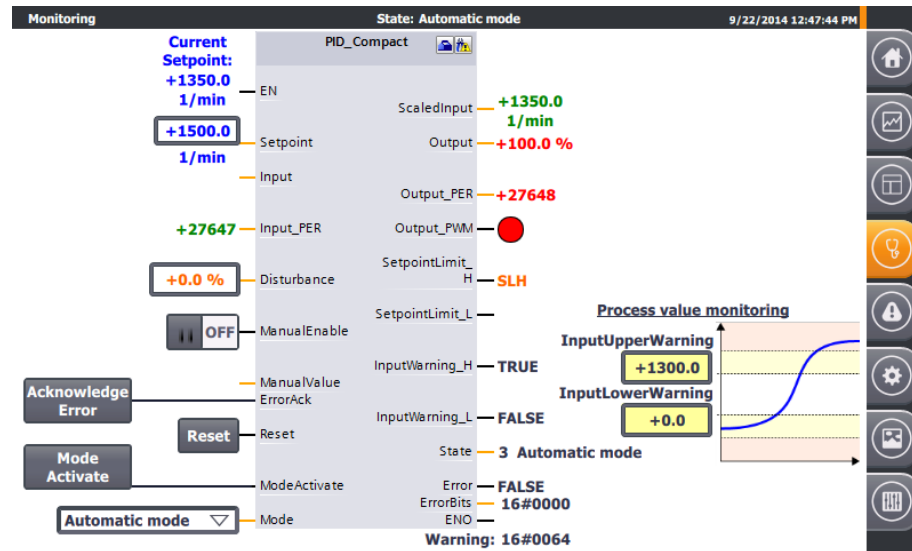 Monitoring
State: Automatic mode
9/22/2014 12:47:44 PM
Current
Setpoint:
+1350.0
1/min
PID_Compact
EN
ScaledInput
+1350.0
1/min
+1500.0
1/min
Setpoint
Output
+100.0 %
Input
Output_PER
+27648
+27647
Input_PER
Output_PWM
+0.0 %
Disturbance
SetpointLimit_
H
SLH
OFF
ManualEnable
SetpointLimit_L
Process value monitoring
InputUpperWarning
+1300.0
InputLowerWarning
+0.0
InputWarning_H
TRUE
ManualValue
Acknowledge
Error
ErrorAck
InputWarning_L
FALSE
Reset
Reset
State
3 Automatic mode
Mode
Activate
ModeActivate
Error
FALSE
ErrorBits
16#0000
Automatic mode
Mode
ENO
Warning: 16#0064